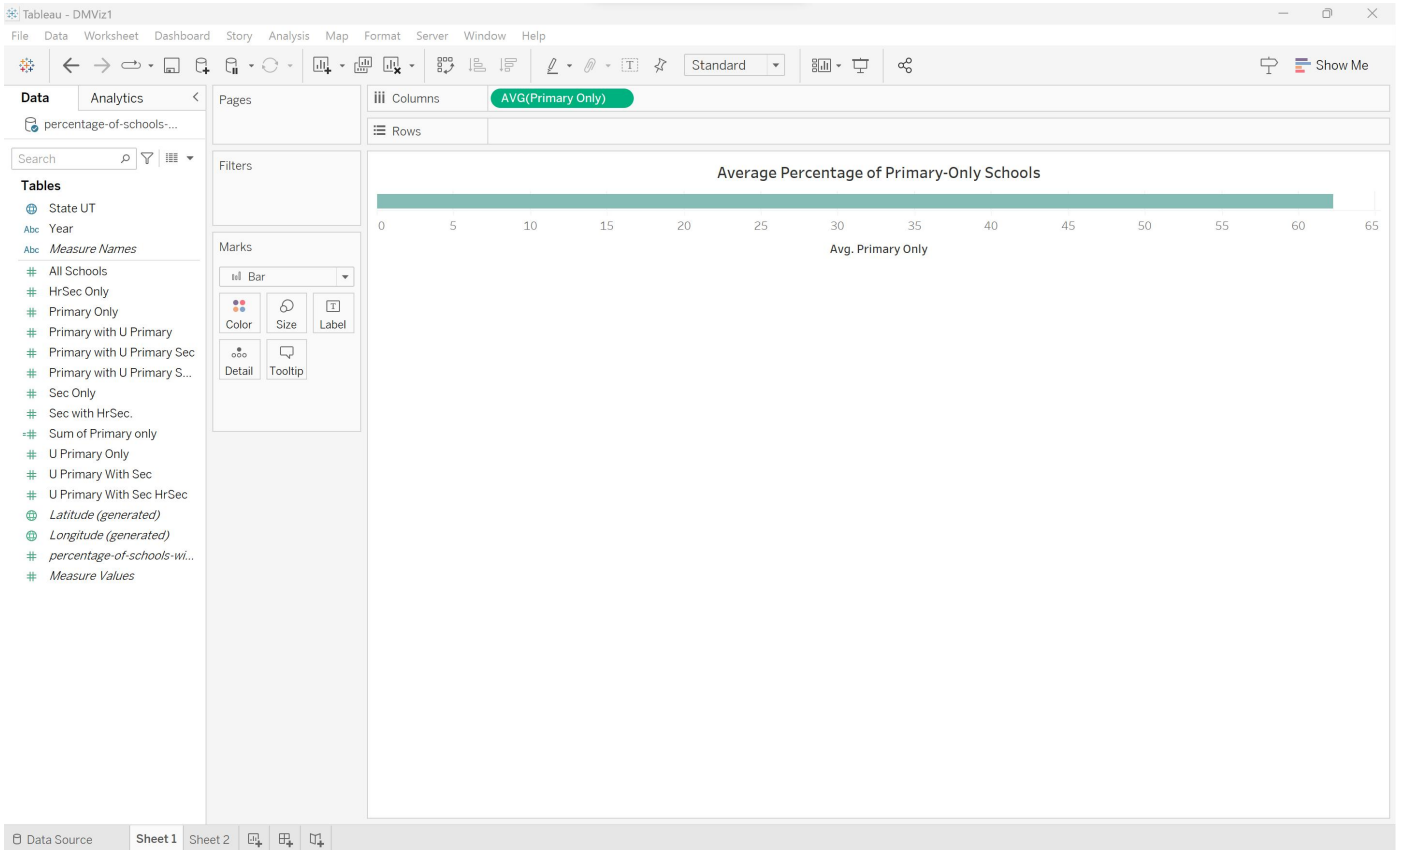 Tableau - DMViz1
File Data Worksheet Dashboard Story Analysis Map Format Server Window Help
Standard
Show Me
Data Analytics
percentage-of-schools-...
Search
Tables
State UT
Abc Year
Abc Measure Names
# All Schools
# HrSec Only
# Primary Only
# Primary with U Primary
# Primary with U Primary Sec
# Primary with U Primary S...
# Sec Only
# Sec with HrSec.
=# Sum of Primary only
# U Primary Only
# U Primary With Sec
# U Primary With Sec HrSec
Latitude (generated)
Longitude (generated)
# percentage-of-schools-wi...
# Measure Values
Pages
Filters
Marks
Bar
Color Size Label
Detail Tooltip
Columns AVG(Primary Only)
Rows
Average Percentage of Primary-Only Schools
0 5 10 15 20 25 30 35 40 45 50 55 60 65
Avg. Primary Only
Data Source Sheet 1 Sheet 2